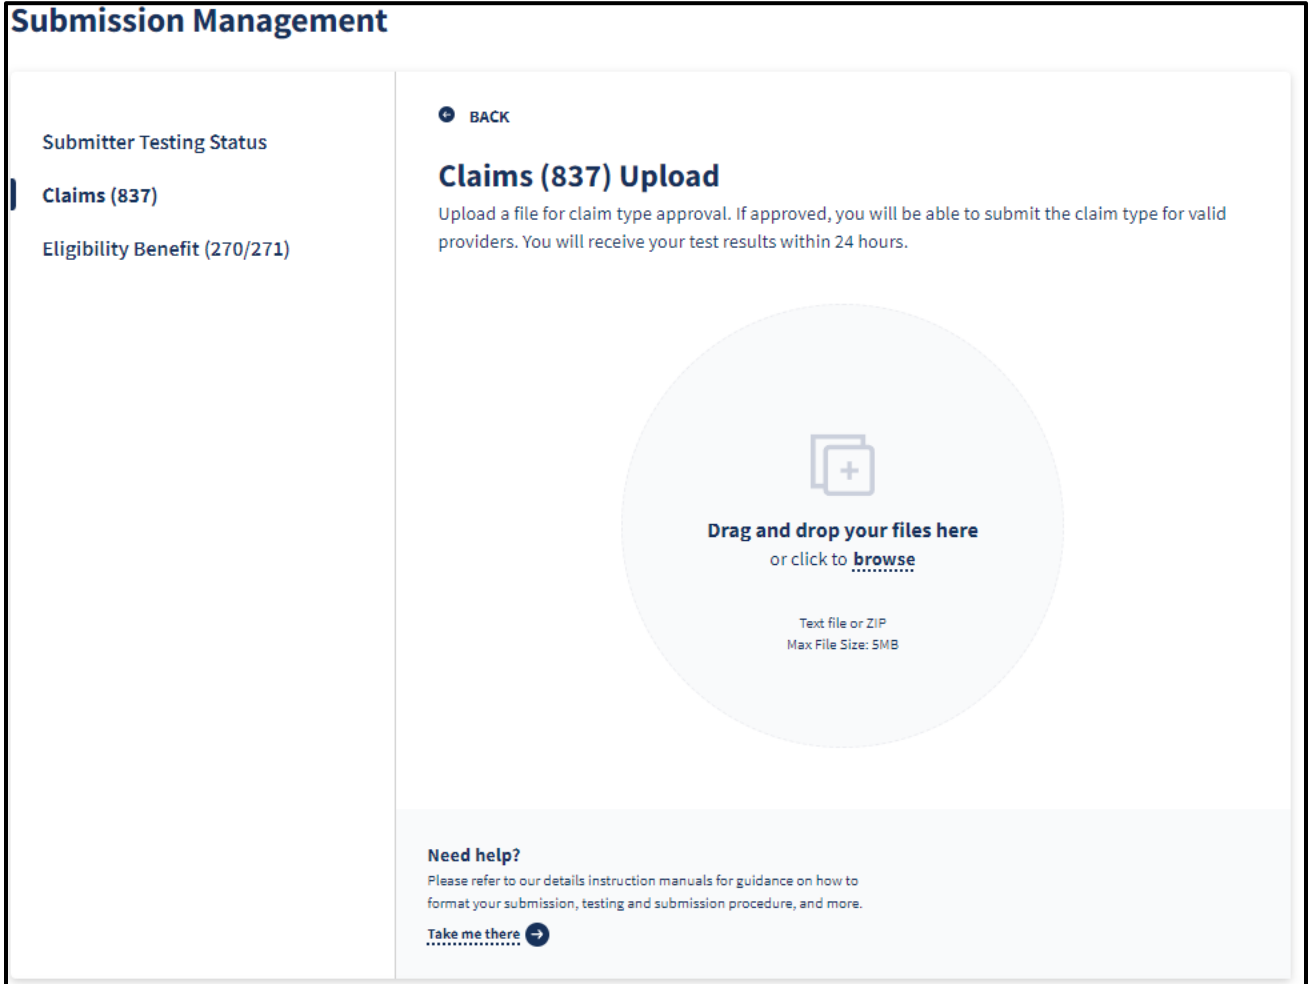 Submission Management
Submitter Testing Status
Claims (837)
Eligibility Benefit (270/271)
BACK
Claims (837) Upload
Upload a file for claim type approval. If approved, you will be able to submit the claim type for valid
providers. You will receive your test results within 24 hours.
Drag and drop your files here
or click to browse
Text file or ZIP
Max File Size: 5MB
Need help?
Please refer to our details instruction manuals for guidance on how to
format your submission, testing and submission procedure, and more.
Take me there